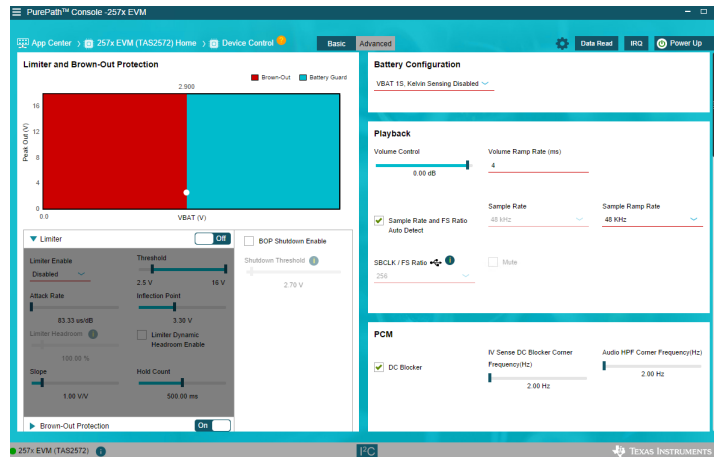 PurePath™ Console -257x EVM
App Center
257x EVM (TAS2572) Home
Device Control
Basic
Advanced
Data Read
IRQ
Power Up
Limiter and Brown-Out Protection
Brown-Out
Battery Guard
2.900
16
12
8
4
0
Peak Out (V)
0.0
VBAT (V)
Limiter
Off
Limiter Enable
Disabled
Threshold
2.5 V
16 V
Attack Rate
83.33 us/dB
Inflection Point
3.30 V
Limiter Headroom
100.00 %
Limiter Dynamic
Headroom Enable
Slope
1.00 V/V
Hold Count
500.00 ms
Brown-Out Protection
On
BOP Shutdown Enable
Shutdown Threshold
2.70 V
Battery Configuration
VBAT 1S, Kelvin Sensing Disabled
Playback
Volume Control
0.00 dB
Volume Ramp Rate (ms)
4
Sample Rate and FS Ratio
Auto Detect
Sample Rate
48 kHz
Sample Ramp Rate
48 KHz
SBCLK / FS Ratio
256
Mute
PCM
DC Blocker
IV Sense DC Blocker Corner
Frequency(Hz)
2.00 Hz
Audio HPF Corner Frequency(Hz)
2.00 Hz
257x EVM (TAS2572)
I²C
TEXAS INSTRUMENTS